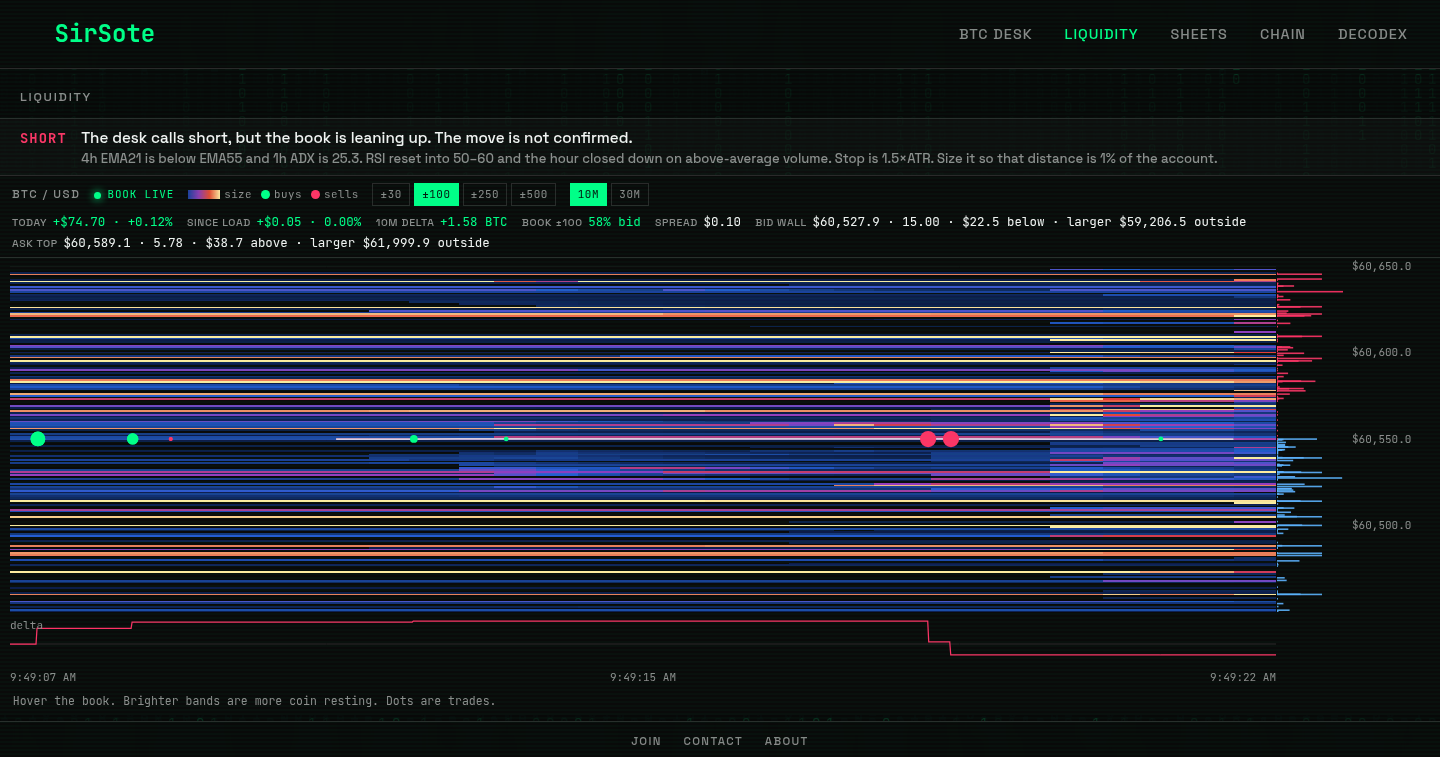 SirSote
BTC DESK LIQUIDITY SHEETS CHAIN DECODEX
LIQUIDITY
SHORT The desk calls short, but the book is leaning up. The move is not confirmed.
4h EMA21 is below EMA55 and 1h ADX is 25.3. RSI reset into 50–60 and the hour closed down on above-average volume. Stop is 1.5×ATR. Size it so that distance is 1% of the account.
BTC / USD BOOK LIVE size buys sells ±30 ±100 ±250 ±500 10M 30M
TODAY +$74.70 · +0.12% SINCE LOAD +$0.05 · 0.00% 10M DELTA +1.58 BTC BOOK ±100 58% bid SPREAD $0.10 BID WALL $60,527.9 · 15.00 · $22.5 below · larger $59,206.5 outside
ASK TOP $60,589.1 · 5.78 · $38.7 above · larger $61,999.9 outside
$60,650.0
$60,600.0
$60,550.0
$60,500.0
delta
9:49:07 AM 9:49:15 AM 9:49:22 AM
Hover the book. Brighter bands are more coin resting. Dots are trades.
JOIN CONTACT ABOUT